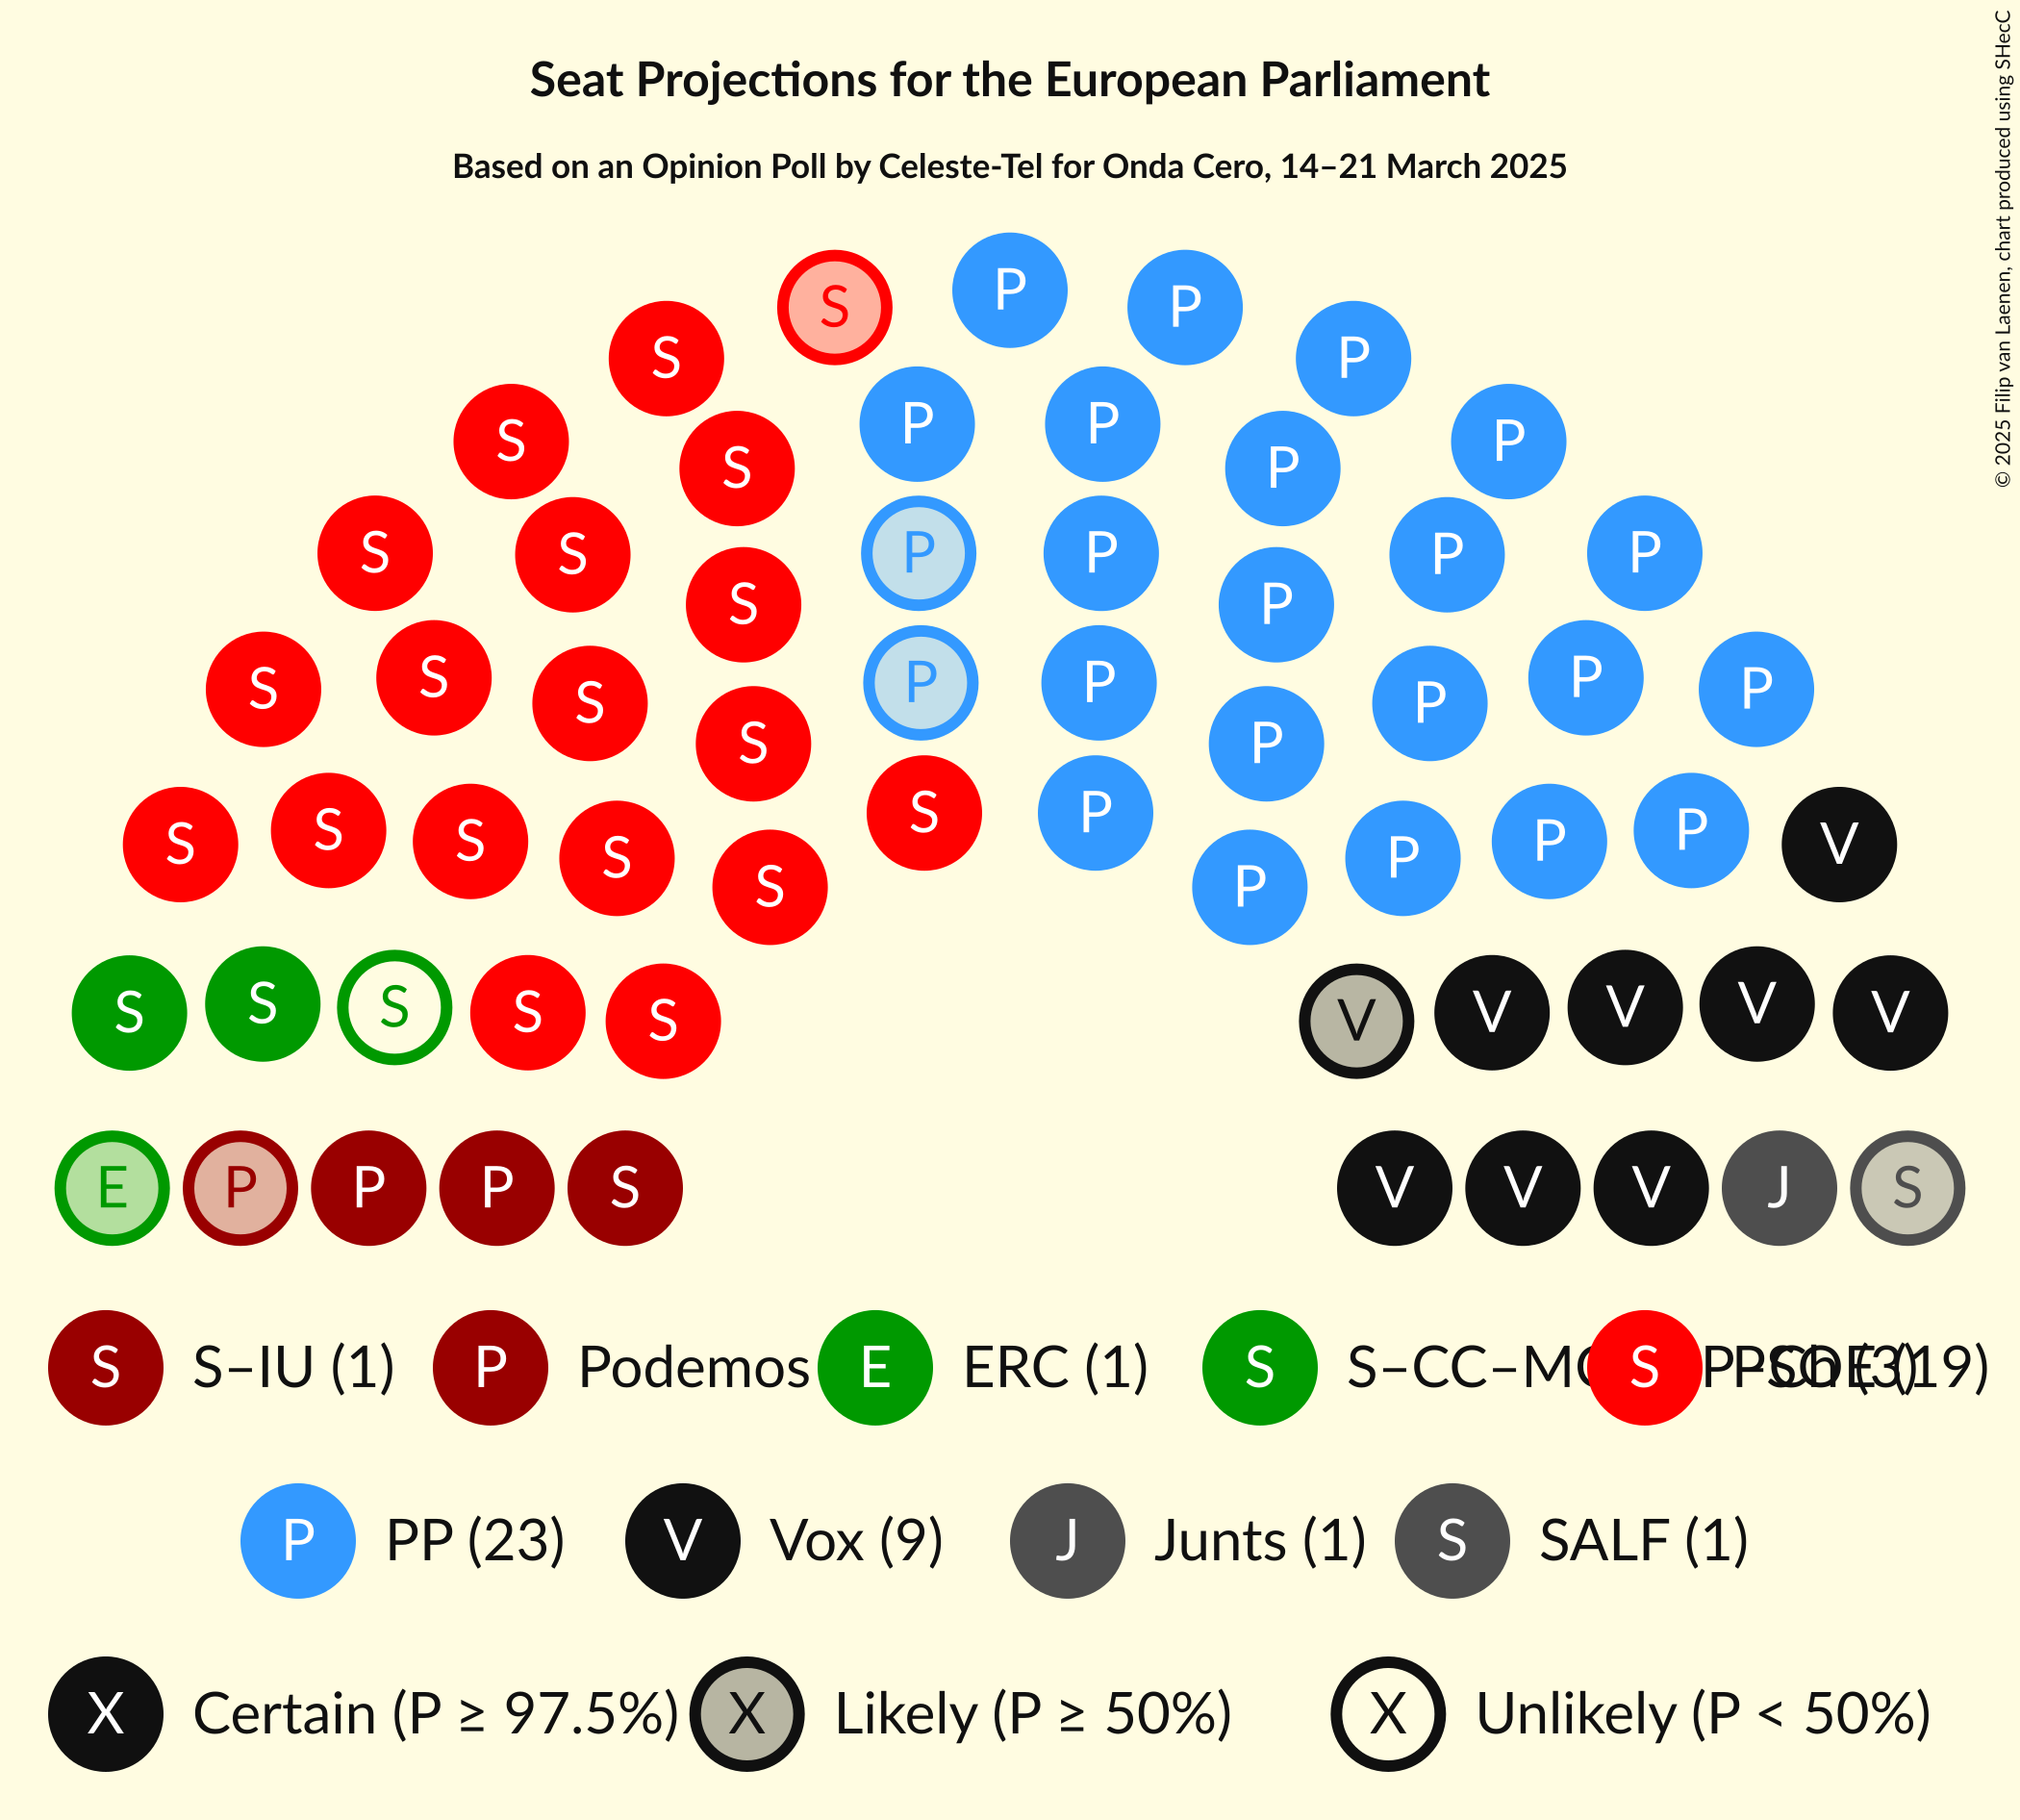 Seat Projections for the European Parliament
Based on an Opinion Poll by Celeste-Tel for Onda Cero, 14–21 March 2025
© 2025 Filip van Laenen, chart produced using SHecC
S P P
S P
S P P P
S S P
S S P P P
P P
S S P P
S S P P P P
S P P
S P
S P
S S S P P V
S S P P
S S V V V V V
S S S V
E P P P S V V V J S
S S–IU (1) P Podemos E ERC (1) S S–CC–M S PSOE (19)
P PP (23) V Vox (9) J Junts (1) S SALF (1)
X Certain (P ≥ 97.5%) X Likely (P ≥ 50%) X Unlikely (P < 50%)